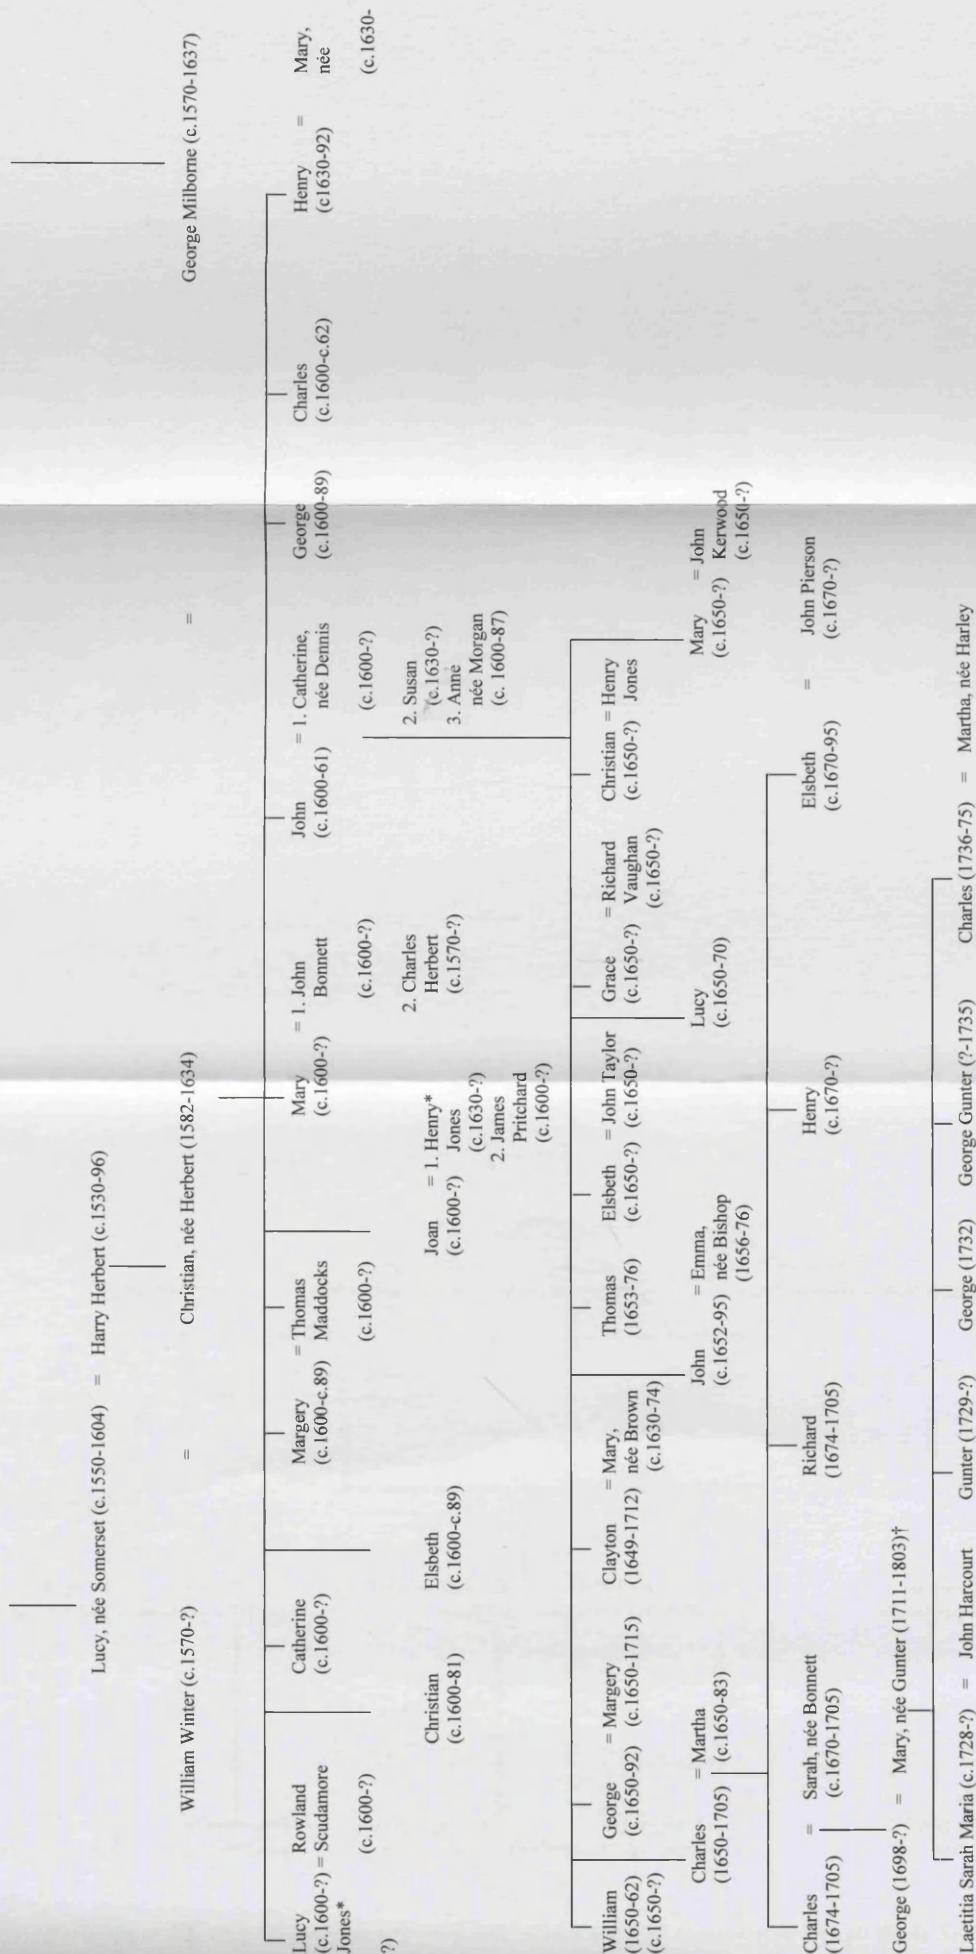 Lucy, née Somerset (c.1550-1604) = Harry Herbert (c.1530-96)
William Winter (c.1570-?) = Christian, née Herbert (1582-1634) = George Milborne (c.1570-1637)
Lucy Rowland Catherine Margery = Thomas Mary = 1. John John = 1. Catherine, George Charles Henry = Mary,
(c.1600-?) = Scudamore (c.1600-?) (c.1600-c.89) Maddocks (c.1600-?) Bonnett (c.1600-61) née Dennis (c.1600-89) (c.1600-c.62) (c1630-92) née
Jones*
(c.1600-?) (c.1600-?) (c.1600-?) (c.1600-?) (c.1630-
?)
Christian Elsbeth Joan = 1. Henry* 2. Charles 2. Susan
(c.1600-81) (c.1600-c.89) (c.1600-?) Jones Herbert (c.1630-?)
(c.1630-?) (c.1570-?) 3. Anne
2. James née Morgan
Pritchard (c. 1600-87)
(c.1600-?)
William George = Margery Clayton = Mary, Thomas Elsbeth = John Taylor Grace = Richard Christian = Henry
(1650-62) (c.1650-92) (c.1650-1715) (1649-1712) née Brown (1653-76) (c.1650-?) (c.1650-?) (c.1650-?) Vaughan (c.1650-?) Jones
(c.1650-?) (c.1630-74) (c.1650-?)
Charles = Martha John = Emma, Lucy Mary = John
(1650-1705) (c.1650-83) (c.1652-95) née Bishop (c.1650-70) (c.1650-?) Kerwood
(1656-76) (c.1650-?)
Charles = Sarah, née Bonnett Richard Henry Elsbeth = John Pierson
(1674-1705) (c.1670-1705) (1674-1705) (c.1670-?) (c.1670-95) (c.1670-?)
George (1698-?) = Mary, née Gunter (1711-1803)†
Laetitia Sarah Maria (c.1728-?) = John Harcourt Gunter (1729-?) George (1732) George Gunter (?-1735) Charles (1736-75) = Martha, née Harley